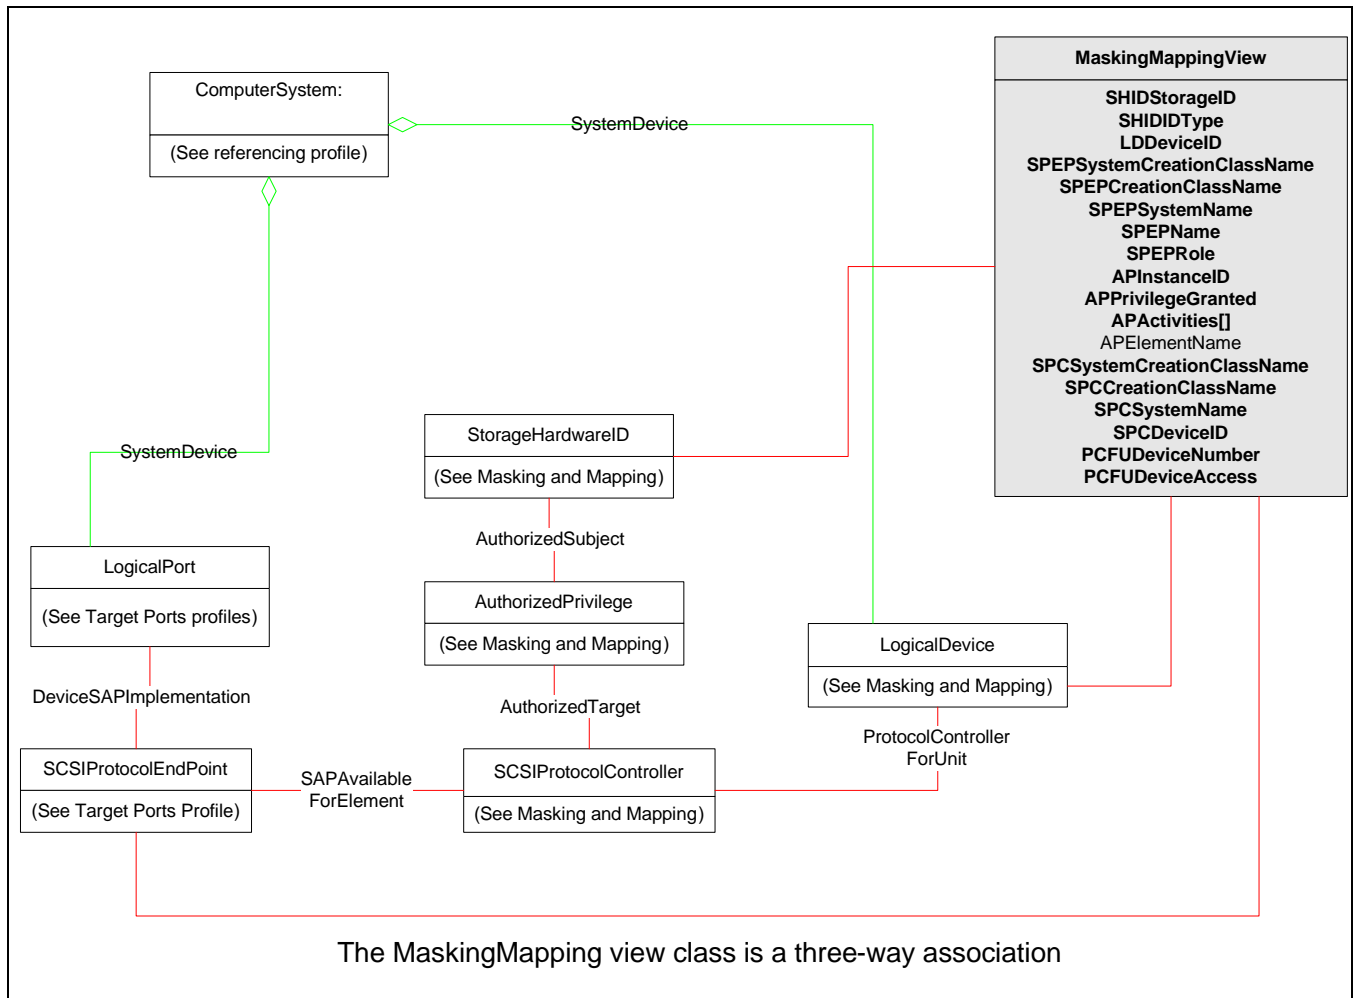 MaskingMappingView
SHIDStorageID
SHIDIDType
LDDeviceID
SPEPSystemCreationClassName
SPEPCreationClassName
SPEPSystemName
SPEPName
SPEPRole
APInstanceID
APPrivilegeGranted
APActivities[]
APElementName
SPCSystemCreationClassName
SPCCreationClassName
SPCSystemName
SPCDeviceID
PCFUDeviceNumber
PCFUDeviceAccess
ComputerSystem:
(See referencing profile)
SystemDevice
SystemDevice
StorageHardwareID
(See Masking and Mapping)
AuthorizedSubject
LogicalPort
(See Target Ports profiles)
AuthorizedPrivilege
(See Masking and Mapping)
LogicalDevice
(See Masking and Mapping)
DeviceSAPImplementation
AuthorizedTarget
ProtocolController
ForUnit
SCSIProtocolEndPoint
(See Target Ports Profile)
SAPAvailable
ForElement
SCSIProtocolController
(See Masking and Mapping)
The MaskingMapping view class is a three-way association